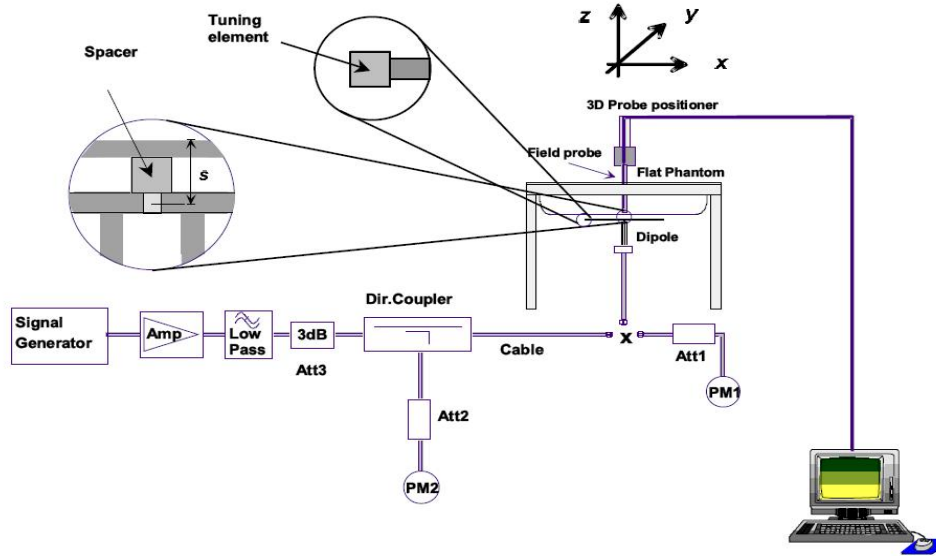 Tuning
element
z
y
x
Spacer
s
3D Probe positioner
Field probe
Flat Phantom
Dipole
Dir.Coupler
Signal
Generator
Amp
Low
Pass
3dB
Att3
Cable
x
Att1
PM1
Att2
PM2